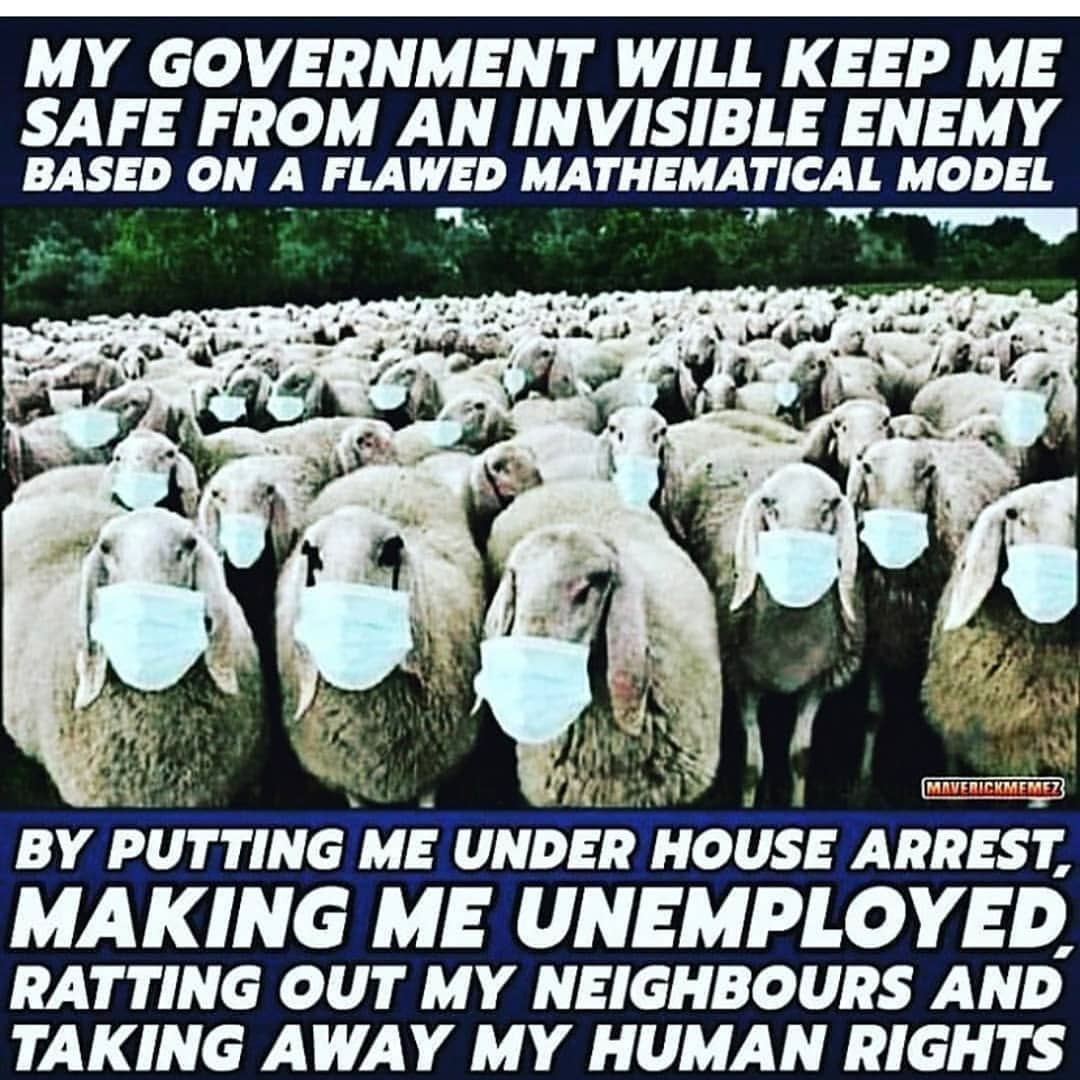 MY GOVERNMENT WILL KEEP ME
SAFE FROM AN INVISIBLE ENEMY
BASED ON A FLAWED MATHEMATICAL MODEL
MAVERICKMEMEZ
BY PUTTING ME UNDER HOUSE ARREST,
MAKING ME UNEMPLOYED,
RATTING OUT MY NEIGHBOURS AND
TAKING AWAY MY HUMAN RIGHTS